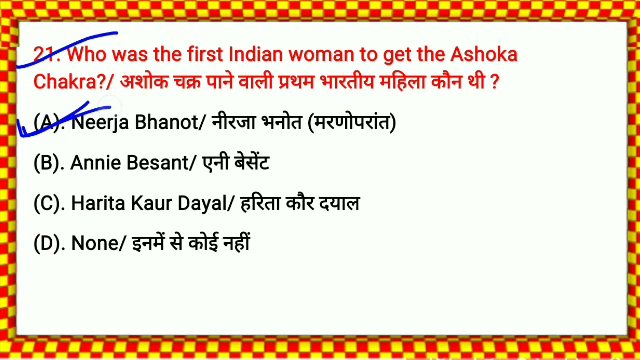 21. Who was the first Indian woman to get the Ashoka
Chakra?/ अशोक चक्र पाने वाली प्रथम भारतीय महिला कौन थी ?
(A). Neerja Bhanot/ नीरजा भनोत (मरणोपरांत)
(B). Annie Besant/ एनी बेसेंट
(C). Harita Kaur Dayal/ हरिता कौर दयाल
(D). None/ इनमें से कोई नहीं